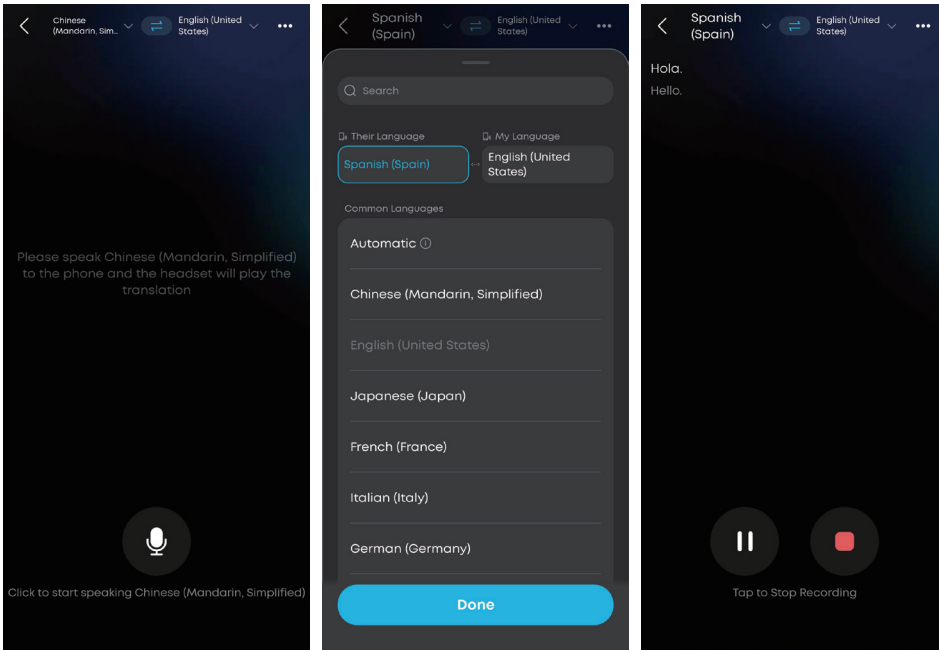 Chinese
(Mandarin, Sim..
English (United
States)
Please speak Chinese (Mandarin, Simplified)
to the phone and the headset will play the
translation
Click to start speaking Chinese (Mandarin, Simplified)
Spanish
(Spain)
English (United
States)
Search
Their Language
My Language
Spanish (Spain)
English (United
States)
Common Languages
Automatic
Chinese (Mandarin, Simplified)
English (United States)
Japanese (Japan)
French (France)
Italian (Italy)
German (Germany)
Done
Spanish
(Spain)
English (United
States)
Hola.
Hello.
Tap to Stop Recording